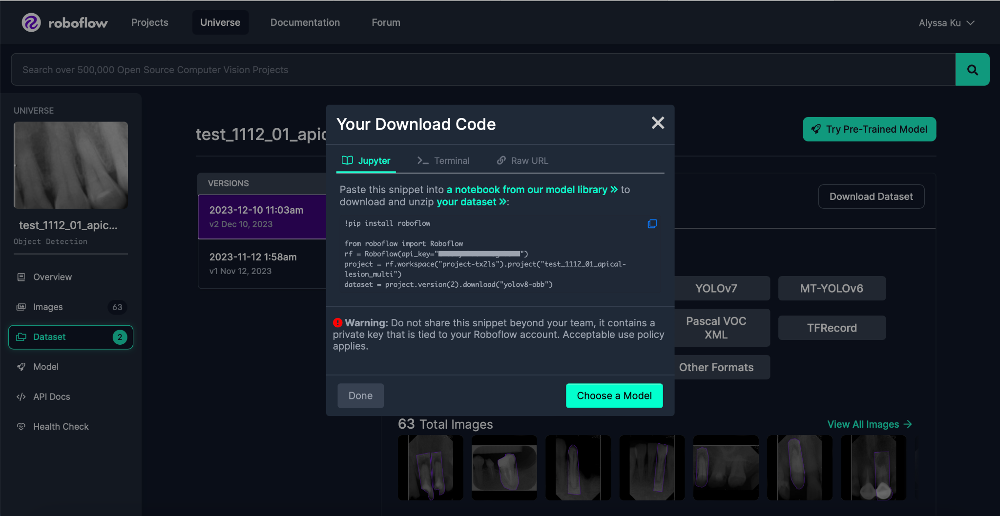 roboflow
Projects
Universe
Documentation
Forum
Alyssa Ku
Search over 500,000 Open Source Computer Vision Projects
UNIVERSE
test_1112_01_apic...
Object Detection
Overview
Images 63
Dataset 2
Model
API Docs
Health Check
test_1112_01_apic
Try Pre-Trained Model
VERSIONS
2023-12-10 11:03am
v2 Dec 10, 2023
2023-11-12 1:58am
v1 Nov 12, 2023
Download Dataset
Your Download Code
Jupyter
Terminal
Raw URL
Paste this snippet into a notebook from our model library » to
download and unzip your dataset »:
!pip install roboflow
from roboflow import Roboflow
rf = Roboflow(api_key="")
project = rf.workspace("project-tx2ls").project("test_1112_01_apical-
lesion_multi")
dataset = project.version(2).download("yolov8-obb")
Warning: Do not share this snippet beyond your team, it contains a
private key that is tied to your Roboflow account. Acceptable use policy
applies.
Done
Choose a Model
YOLOv7
MT-YOLOv6
Pascal VOC
XML
TFRecord
Other Formats
63 Total Images
View All Images →